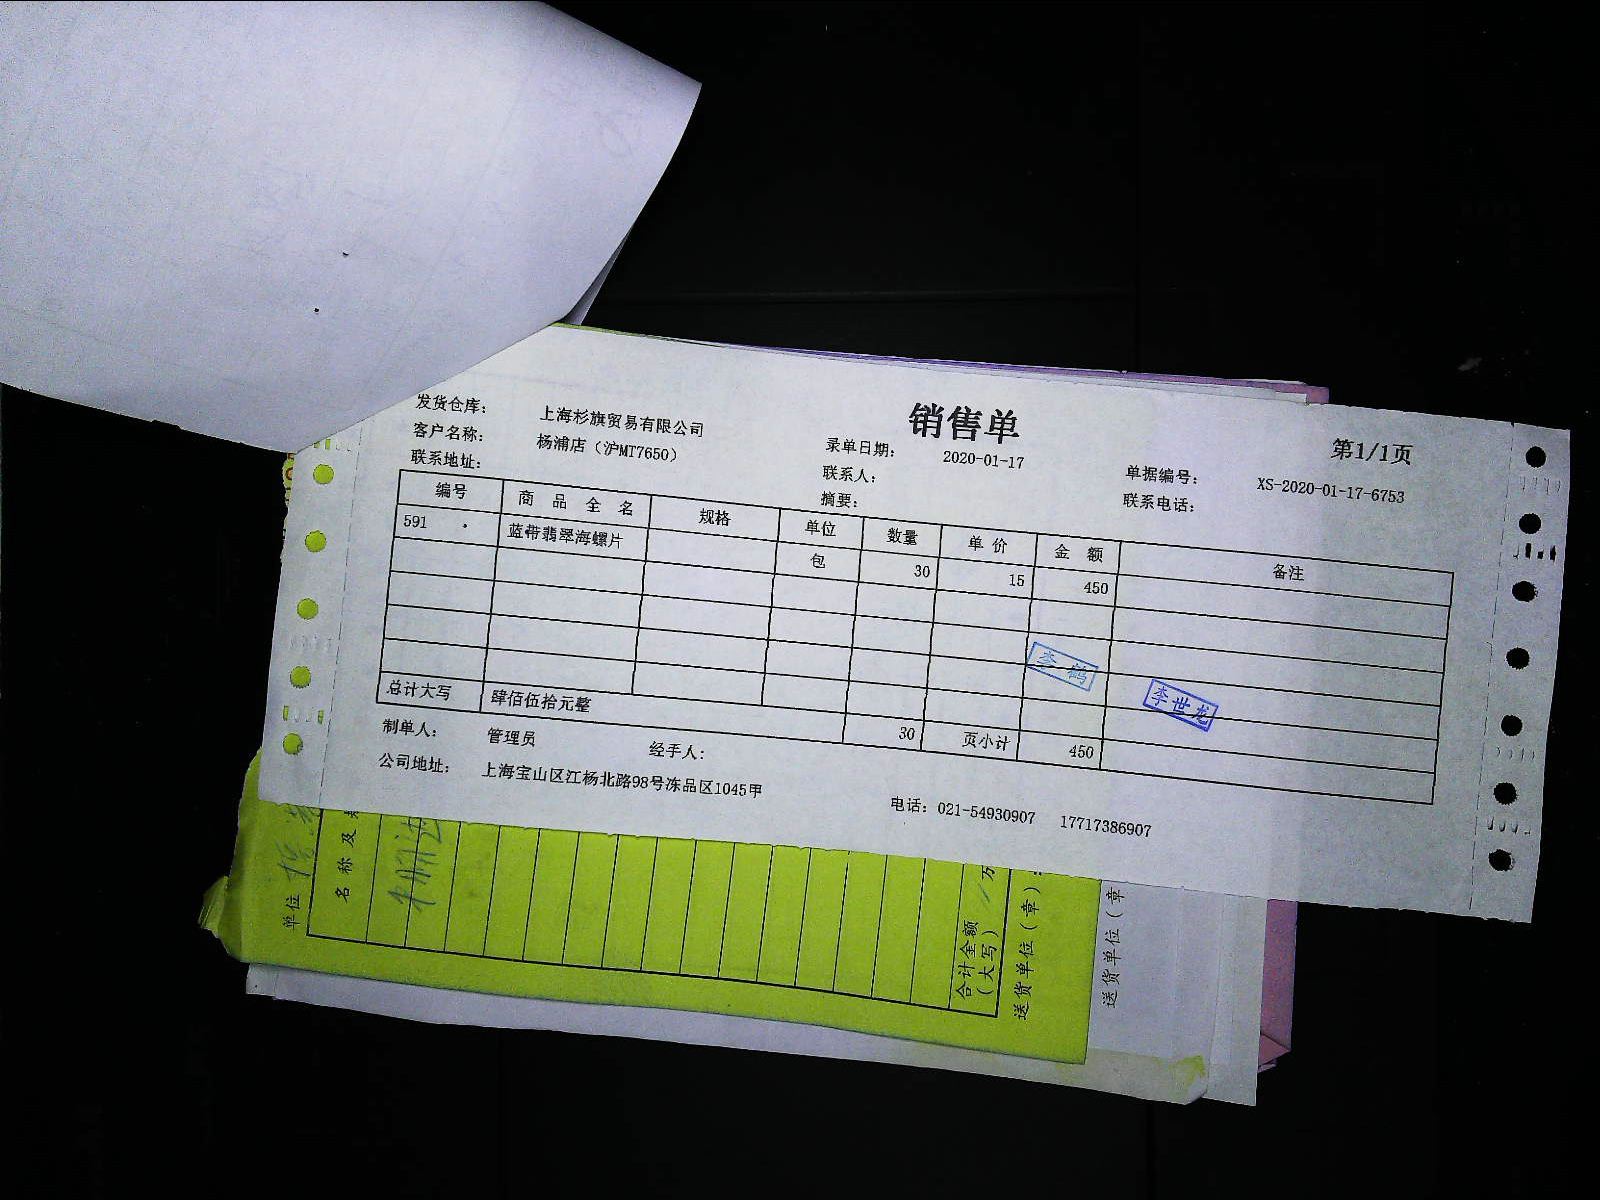 销售单
第1/1页
发货仓库： 上海杉旗贸易有限公司 录单日期： 2020-01-17 单据编号： XS-2020-01-17-6753
客户名称： 杨浦店（沪MT7650） 联系人： 联系电话：
联系地址： 摘要：
编号 商品全名 规格 单位 数量 单价 金额 备注
591 蓝带翡翠海螺片 包 30 15 450
李鹤
李世龙
总计大写 肆佰伍拾元整 30 页小计 450
制单人： 管理员 经手人：
公司地址： 上海宝山区江杨北路98号冻品区1045甲 电话：021-54930907 17717386907
单位
名称及
合计金额
（大写）
万
送货单位（章）：
送货单位（章